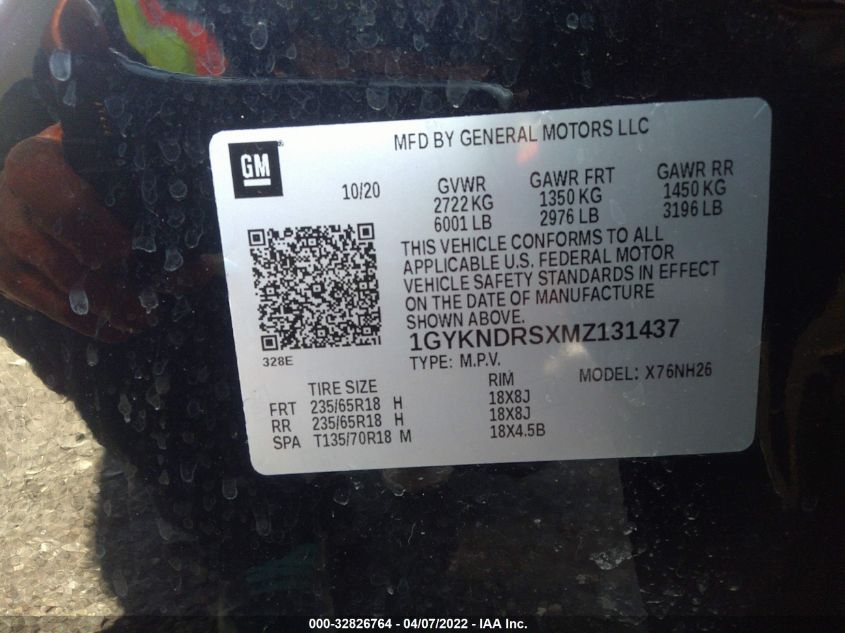 GM
MFD BY GENERAL MOTORS LLC
10/20
GVWR
2722 KG
6001 LB
GAWR FRT
1350 KG
2976 LB
GAWR RR
1450 KG
3196 LB
THIS VEHICLE CONFORMS TO ALL
APPLICABLE U.S. FEDERAL MOTOR
VEHICLE SAFETY STANDARDS IN EFFECT
ON THE DATE OF MANUFACTURE
SHOWN ABOVE.
328E
1GYKNDRSXMZ131437
TYPE: M.P.V.
MODEL: X76NH26
TIRE SIZE RIM
FRT 235/65R18 H 18X8J
RR 235/65R18 H 18X8J
SPA T135/70R18 M 18X4.5B
000-32826764 - 04/07/2022 - IAA Inc.